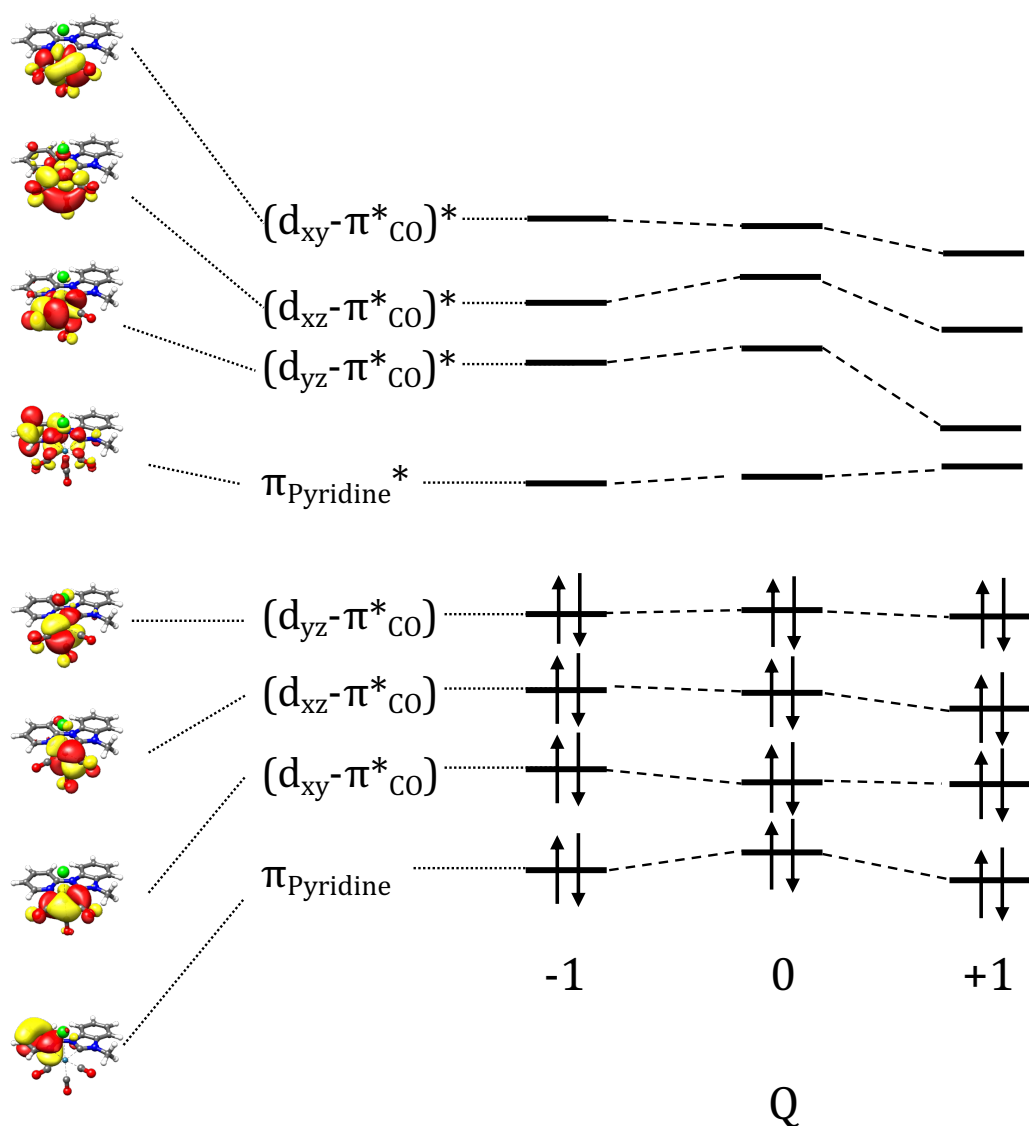 (dxy-π*CO)*
(dxz-π*CO)*
(dyz-π*CO)*
πPyridine*
(dyz-π*CO)
(dxz-π*CO)
(dxy-π*CO)
πPyridine
-1 0 +1
Q